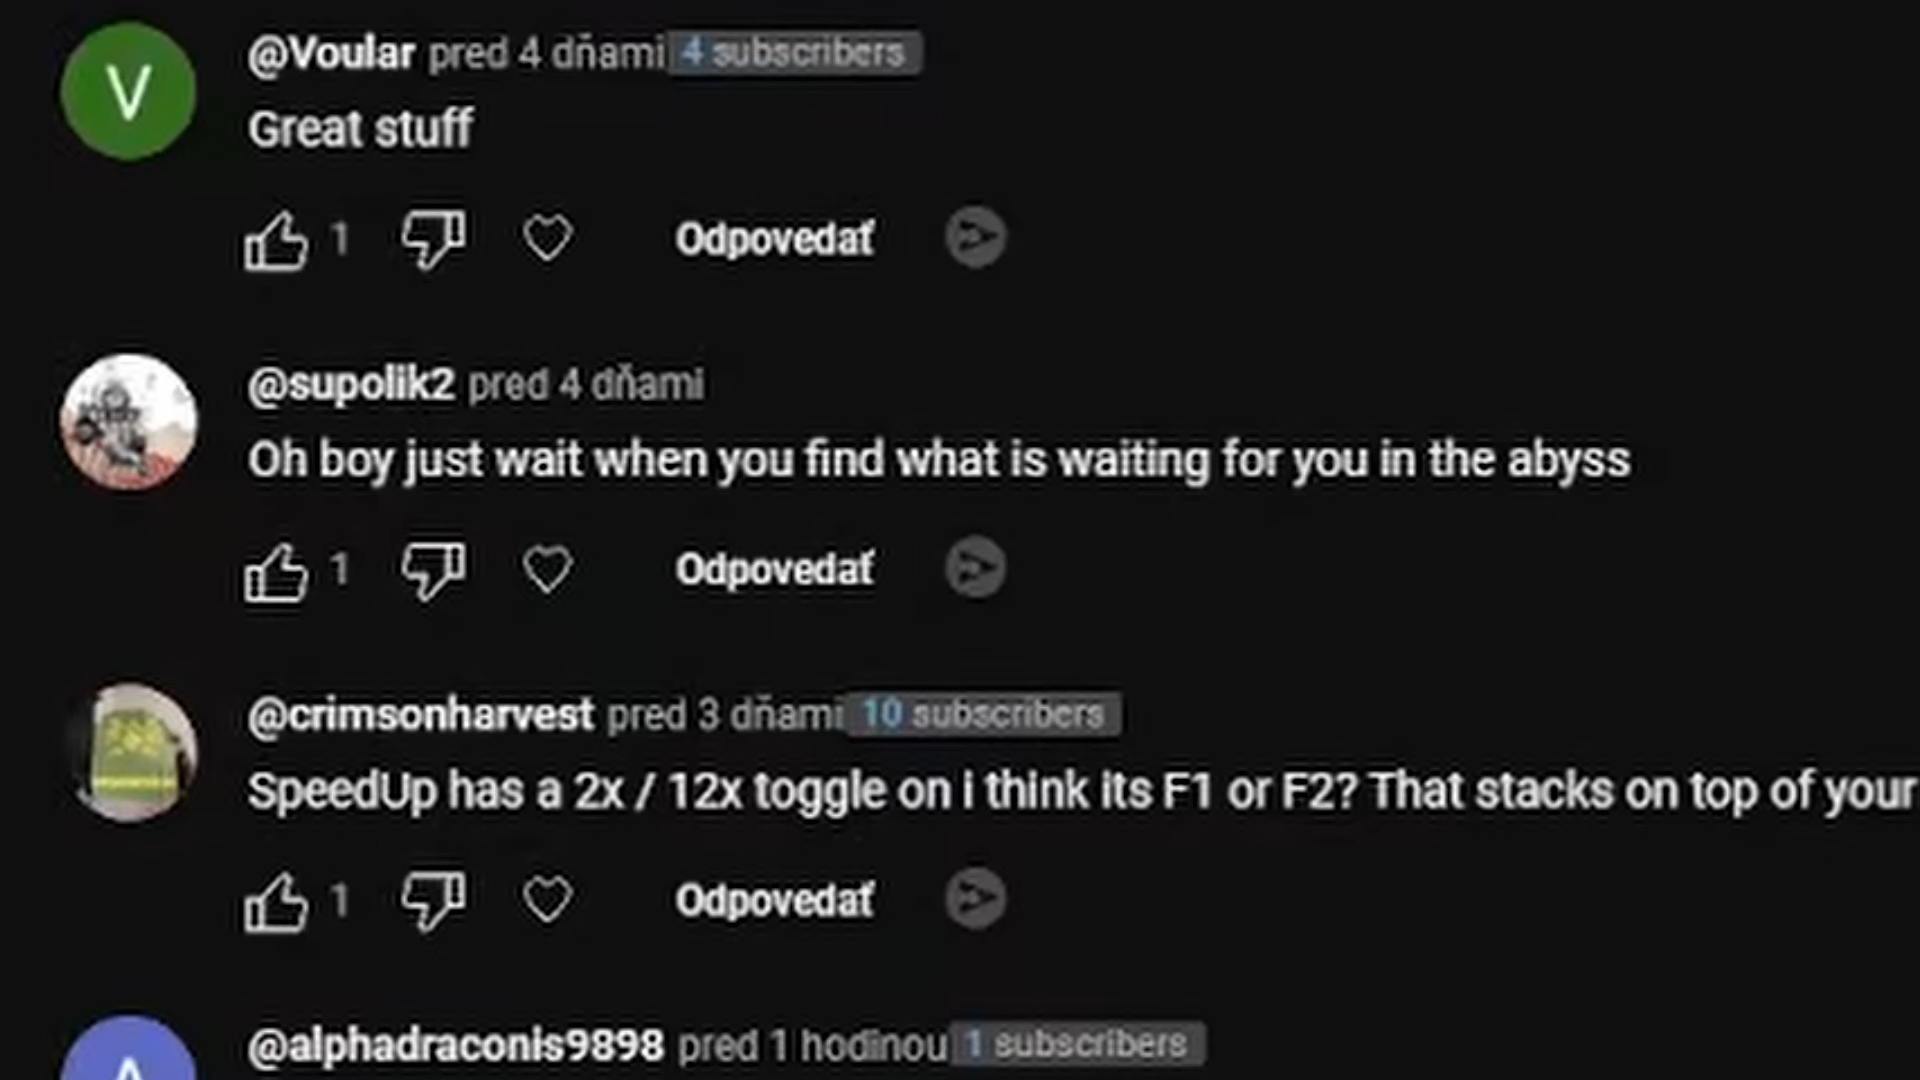 V
@Voular pred 4 dňami 4 subscribers
Great stuff
1 Odpovedať
@supolik2 pred 4 dňami
Oh boy just wait when you find what is waiting for you in the abyss
1 Odpovedať
@crimsonharvest pred 3 dňami 10 subscribers
SpeedUp has a 2x / 12x toggle on i think its F1 or F2? That stacks on top of your
1 Odpovedať
A
@alphadraconis9898 pred 1 hodinou 1 subscribers